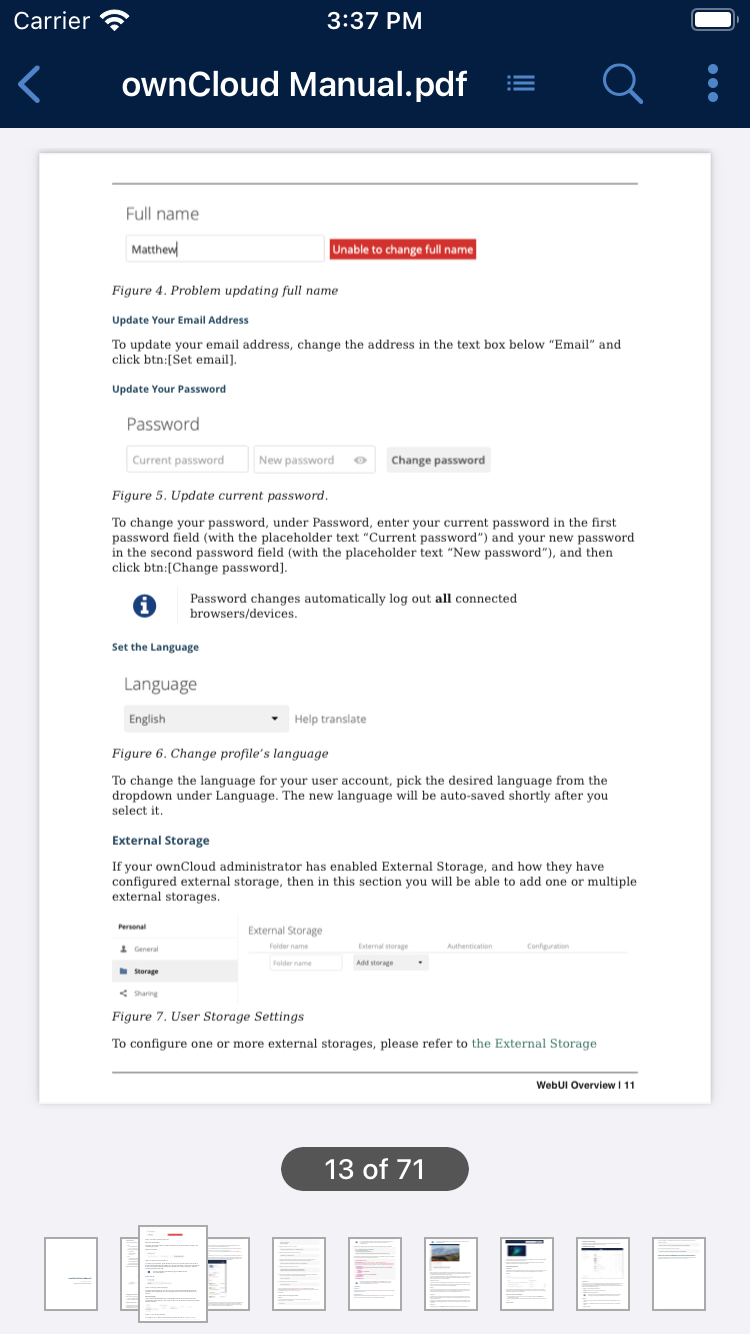 Carrier 3:37 PM
ownCloud Manual.pdf
Full name
Matthew Unable to change full name
Figure 4. Problem updating full name
Update Your Email Address
To update your email address, change the address in the text box below “Email” and
click btn:[Set email].
Update Your Password
Password
Current password New password Change password
Figure 5. Update current password.
To change your password, under Password, enter your current password in the first
password field (with the placeholder text “Current password”) and your new password
in the second password field (with the placeholder text “New password”), and then
click btn:[Change password].
Password changes automatically log out all connected
browsers/devices.
Set the Language
Language
English Help translate
Figure 6. Change profile’s language
To change the language for your user account, pick the desired language from the
dropdown under Language. The new language will be auto-saved shortly after you
select it.
External Storage
If your ownCloud administrator has enabled External Storage, and how they have
configured external storage, then in this section you will be able to add one or multiple
external storages.
Personal
General
Storage
Sharing
External Storage
Folder name External storage Authentication Configuration
Folder name Add storage
Figure 7. User Storage Settings
To configure one or more external storages, please refer to the External Storage
WebUI Overview | 11
13 of 71